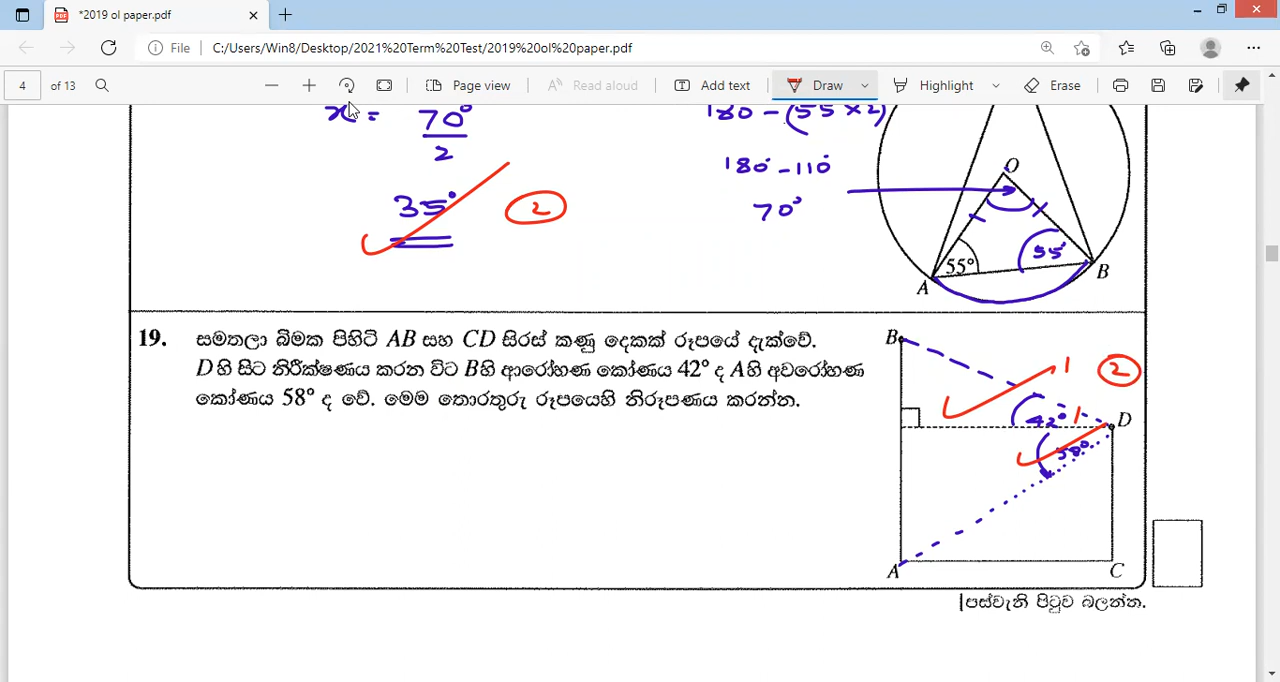 *2019 ol paper.pdf
File C:/Users/Win8/Desktop/2021%20Term%20Test/2019%20ol%20paper.pdf
4 of 13 Page view Read aloud Add text Draw Highlight Erase
x = 70°
2
35°
2
180 - (55 × 2)
180 - 110
70°
O
55°
55
A
B
19. සමතලා බිමක පිහිටි AB සහ CD සිරස් කණු දෙකක් රූපයේ දැක්වේ.
D හි සිට නිරීක්ෂණය කරන විට B හි ආරෝහණ කෝණය 42° ද A හි අවරෝහණ
කෝණය 58° ද වේ. මෙම තොරතුරු රූපයෙහි නිරූපණය කරන්න.
B
1
2
42°
1
D
58°
A
C
පස්වැනි පිටුව බලන්න.